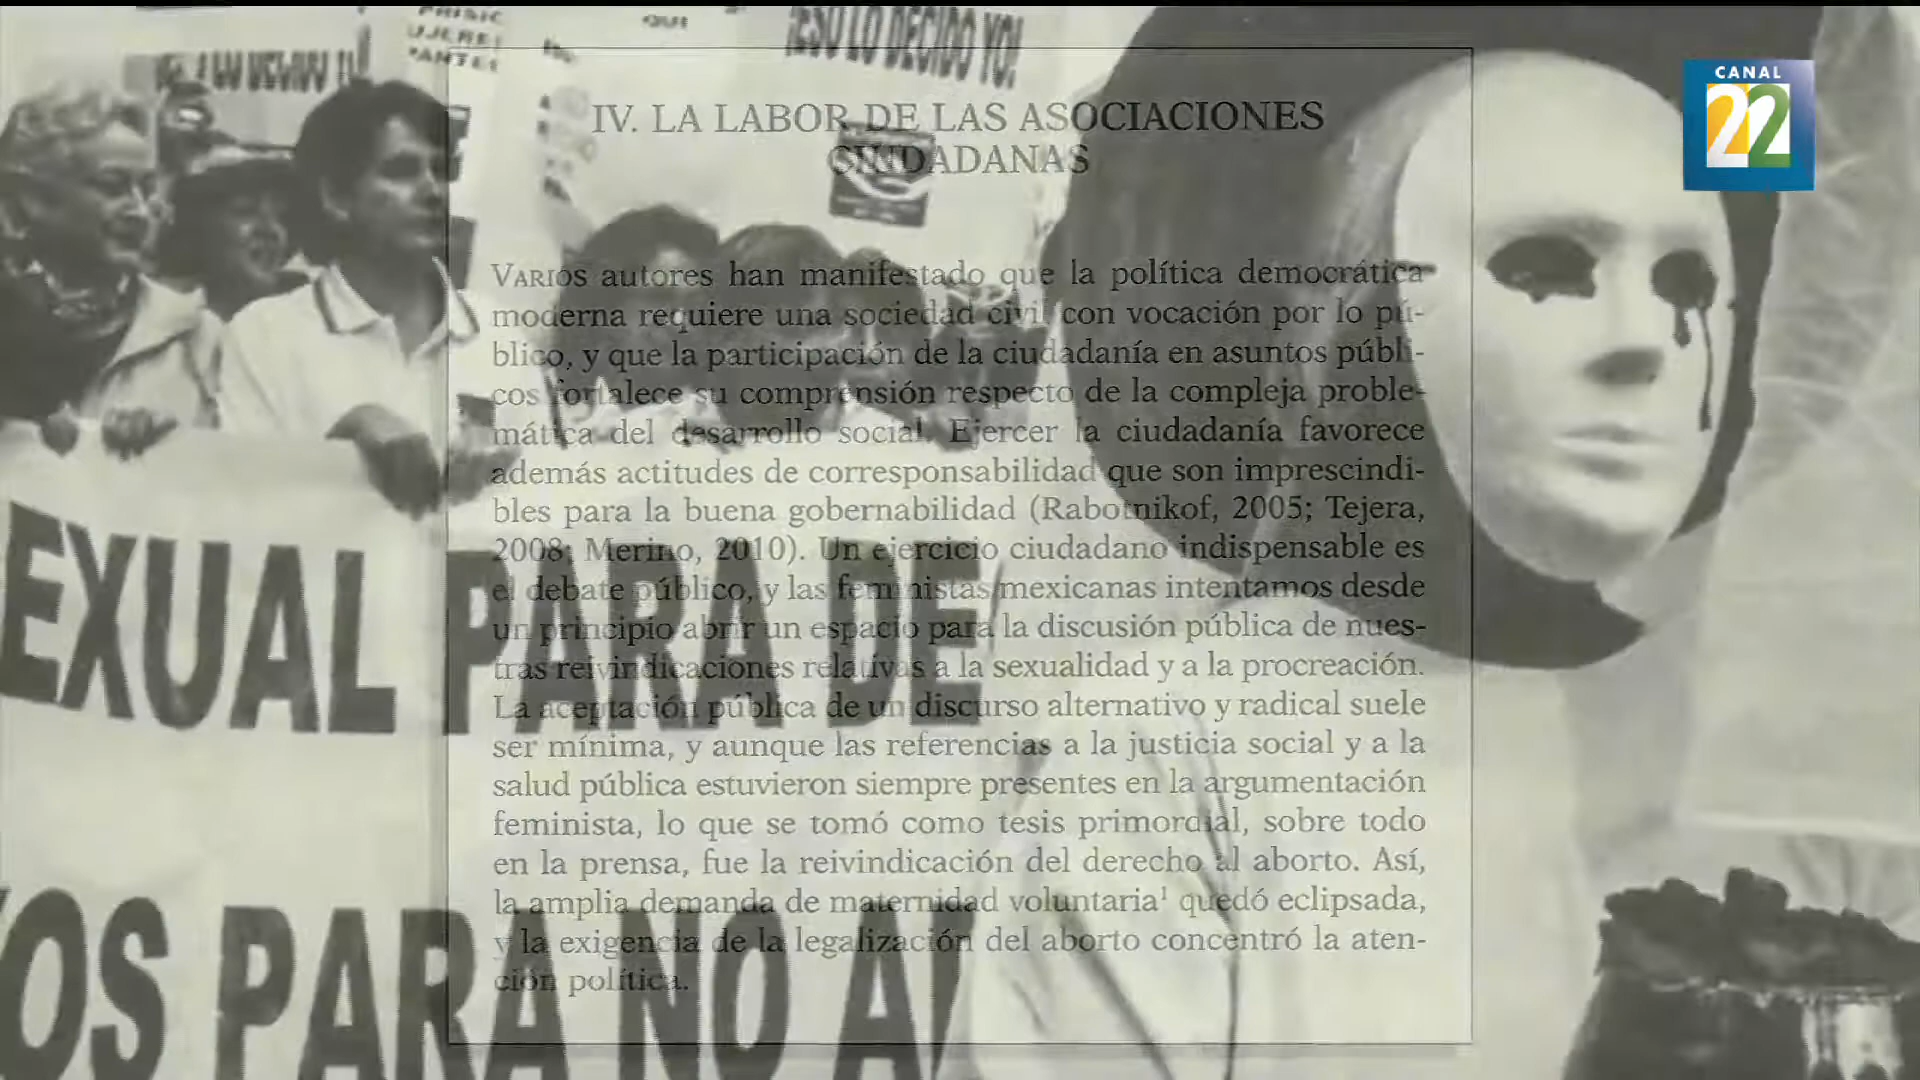 PRISIC
UJERE
ANTEL
QUE
¡ESO LO DECIDO YO!
LO DECIDO
CANAL
22
IV. LA LABOR DE LAS ASOCIACIONES
CIUDADANAS
VARIOS autores han manifestado que la política democrática
moderna requiere una sociedad civil con vocación por lo pú-
blico, y que la participación de la ciudadanía en asuntos públi-
cos fortalece su comprensión respecto de la compleja proble-
mática del desarrollo social. Ejercer la ciudadanía favorece
además actitudes de corresponsabilidad que son imprescindi-
bles para la buena gobernabilidad (Rabotnikof, 2005; Tejera,
2008; Merino, 2010). Un ejercicio ciudadano indispensable es
el debate público, y las feministas mexicanas intentamos desde
un principio abrir un espacio para la discusión pública de nues-
tras reivindicaciones relativas a la sexualidad y a la procreación.
La aceptación pública de un discurso alternativo y radical suele
ser mínima, y aunque las referencias a la justicia social y a la
salud pública estuvieron siempre presentes en la argumentación
feminista, lo que se tomó como tesis primordial, sobre todo
en la prensa, fue la reivindicación del derecho al aborto. Así,
la amplia demanda de maternidad voluntaria¹ quedó eclipsada,
y la exigencia de la legalización del aborto concentró la aten-
ción política.
EXUAL PARA DE
OS PARA NO A